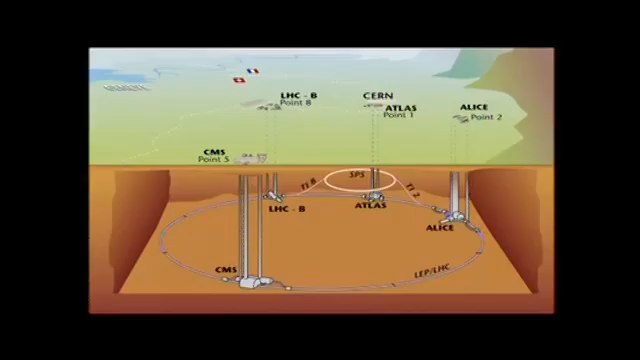 LHC - B
Point 8
CERN
ATLAS
Point 1
ALICE
Point 2
CMS
Point 5
SPS
TI 8
TI 2
LHC - B
ATLAS
ALICE
CMS
LEP/LHC